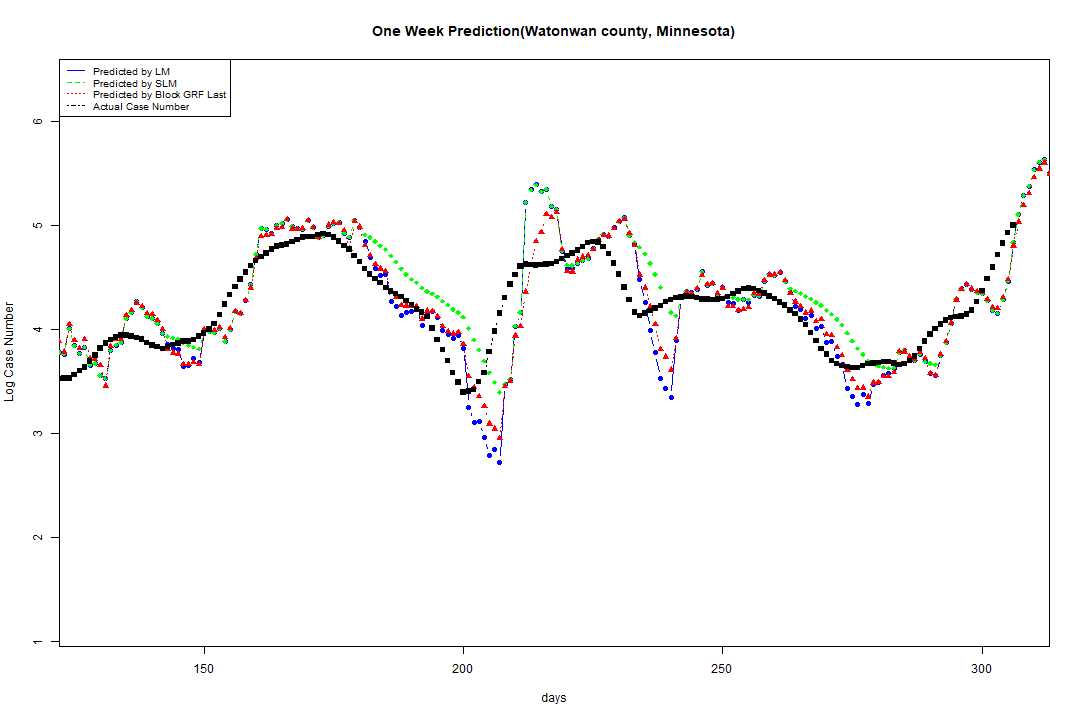 One Week Prediction(Watonwan county, Minnesota)
Predicted by LM
Predicted by SLM
Predicted by Block GRF Last
Actual Case Number
6
5
4
3
2
1
Log Case Number
150
200
250
300
days